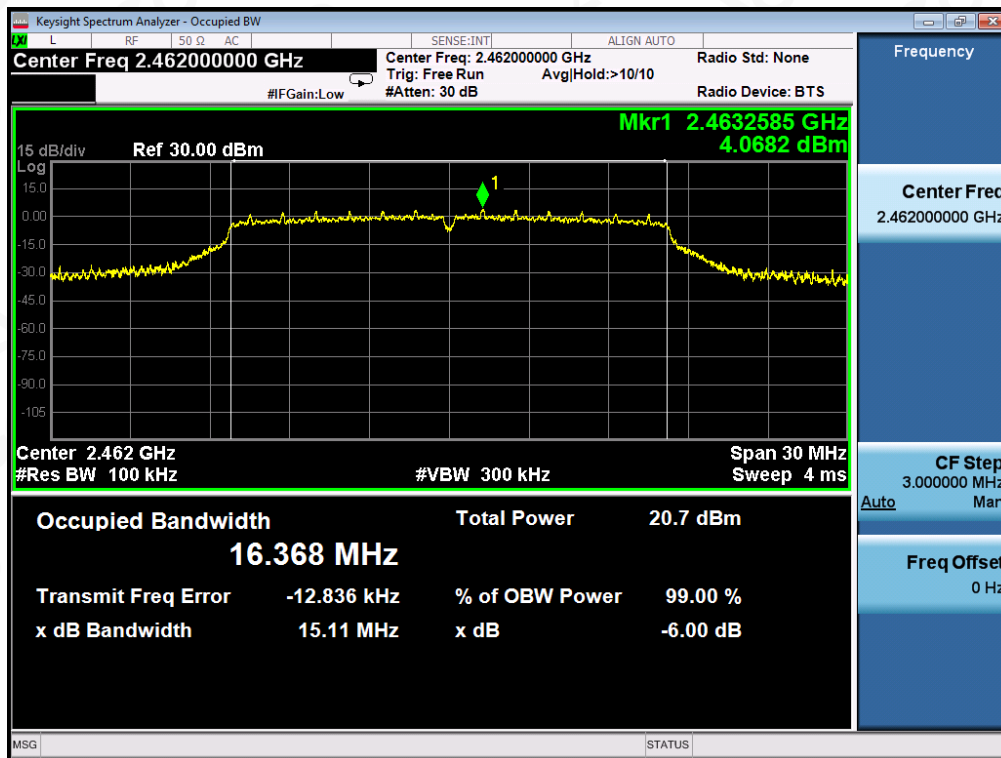 Keysight Spectrum Analyzer - Occupied BW
LXI L RF 50 Ω AC SENSE:INT ALIGN AUTO
Center Freq 2.462000000 GHz
Center Freq: 2.462000000 GHz Radio Std: None
Trig: Free Run Avg|Hold:>10/10
#IFGain:Low #Atten: 30 dB Radio Device: BTS
Mkr1 2.4632585 GHz
4.0682 dBm
15 dB/div Ref 30.00 dBm
Log
15.0
0.00
-15.0
-30.0
-45.0
-60.0
-75.0
-90.0
-105
1
Center 2.462 GHz Span 30 MHz
#Res BW 100 kHz #VBW 300 kHz Sweep 4 ms
Occupied Bandwidth Total Power 20.7 dBm
16.368 MHz
Transmit Freq Error -12.836 kHz % of OBW Power 99.00 %
x dB Bandwidth 15.11 MHz x dB -6.00 dB
MSG STATUS
Frequency
Center Freq
2.462000000 GHz
CF Step
3.000000 MHz
Auto Man
Freq Offset
0 Hz